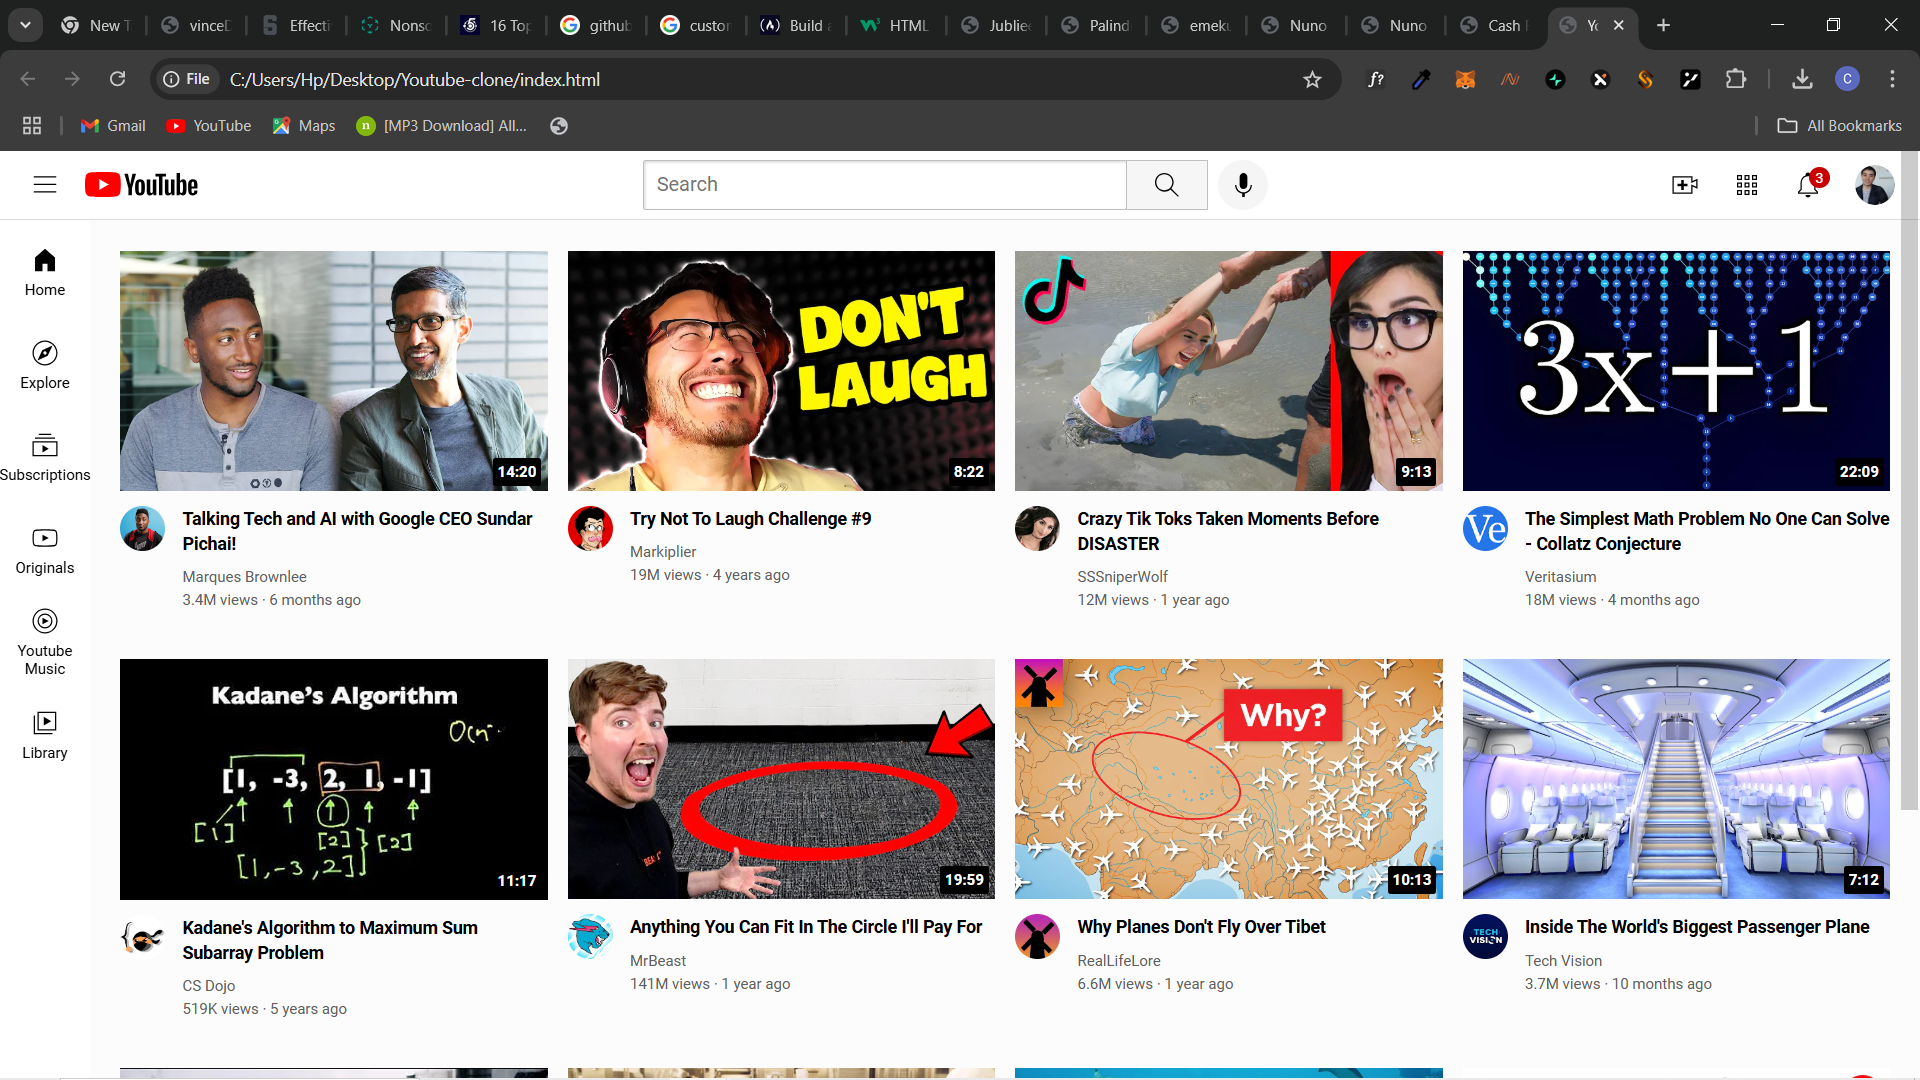 New T
vinceD
Effecti
Nonsc
16 Top
github
custon
Build a
HTML
Jubliee
Palind
emeku
Nuno
Nuno
Cash F
File
C:/Users/Hp/Desktop/Youtube-clone/index.html
f?
C
Gmail
YouTube
Maps
[MP3 Download] All...
All Bookmarks
YouTube
Search
3
Home
Explore
Subscriptions
Originals
Youtube
Music
Library
14:20
Talking Tech and AI with Google CEO Sundar
Pichai!
Marques Brownlee
3.4M views · 6 months ago
DON'T
LAUGH
8:22
Try Not To Laugh Challenge #9
Markiplier
19M views · 4 years ago
9:13
Crazy Tik Toks Taken Moments Before
DISASTER
SSSniperWolf
12M views · 1 year ago
3x+1
22:09
Ve
The Simplest Math Problem No One Can Solve
- Collatz Conjecture
Veritasium
18M views · 4 months ago
Kadane's Algorithm
[1, -3, 2, 1, -1]
[1]
[2]
[2]
[1,-3,2]
11:17
Kadane's Algorithm to Maximum Sum
Subarray Problem
CS Dojo
519K views · 5 years ago
19:59
Anything You Can Fit In The Circle I'll Pay For
MrBeast
141M views · 1 year ago
Why?
10:13
Why Planes Don't Fly Over Tibet
RealLifeLore
6.6M views · 1 year ago
7:12
TECH
VISION
Inside The World's Biggest Passenger Plane
Tech Vision
3.7M views · 10 months ago